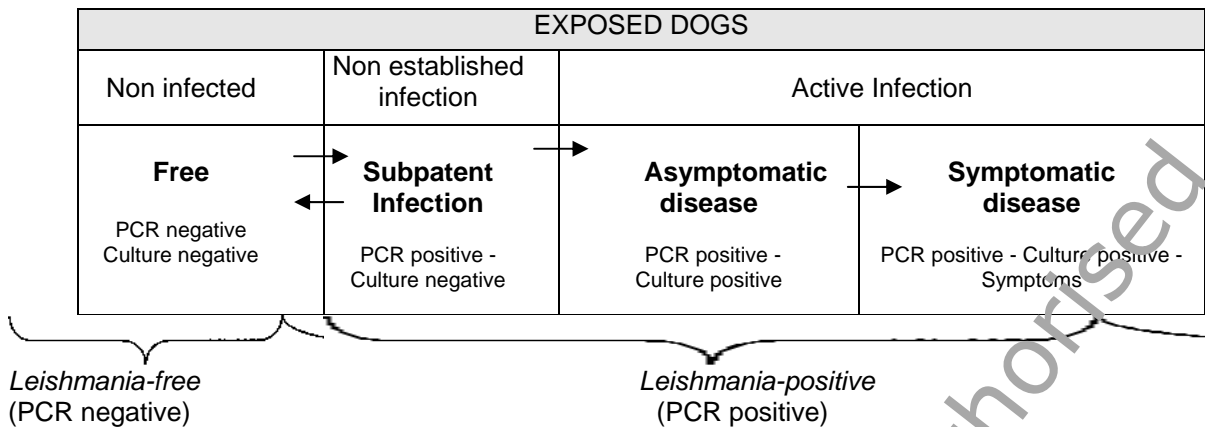 EXPOSED DOGS
Non infected
Non established
infection
Active Infection
Free
PCR negative
Culture negative
Subpatent
Infection
PCR positive -
Culture negative
Asymptomatic
disease
PCR positive -
Culture positive
Symptomatic
disease
PCR positive - Culture positive -
Symptoms
Leishmania-free
(PCR negative)
Leishmania-positive
(PCR positive)
horised